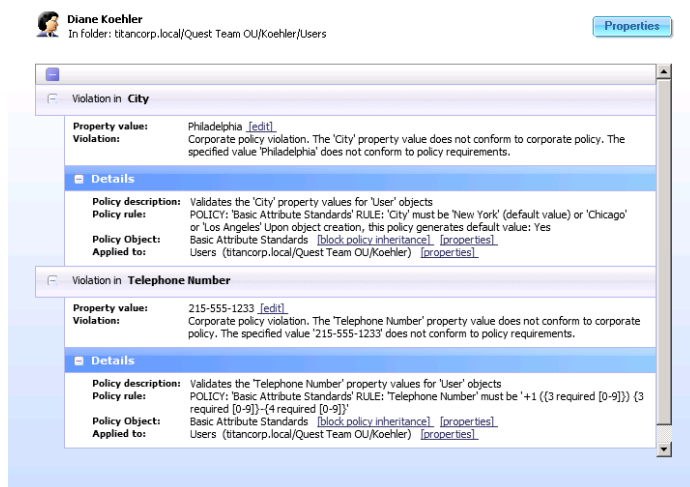 Diane Koehler
In folder: titancorp.local/Quest Team OU/Koehler/Users
Properties
Violation in City
Property value: Philadelphia [edit]
Violation: Corporate policy violation. The 'City' property value does not conform to corporate policy. The
specified value 'Philadelphia' does not conform to policy requirements.
Details
Policy description: Validates the 'City' property values for 'User' objects
Policy rule: POLICY: 'Basic Attribute Standards' RULE: 'City' must be 'New York' (default value) or 'Chicago'
or 'Los Angeles' Upon object creation, this policy generates default value: Yes
Policy Object: Basic Attribute Standards [block policy inheritance] [properties]
Applied to: Users (titancorp.local/Quest Team OU/Koehler) [properties]
Violation in Telephone Number
Property value: 215-555-1233 [edit]
Violation: Corporate policy violation. The 'Telephone Number' property value does not conform to corporate
policy. The specified value '215-555-1233' does not conform to policy requirements.
Details
Policy description: Validates the 'Telephone Number' property values for 'User' objects
Policy rule: POLICY: 'Basic Attribute Standards' RULE: 'Telephone Number' must be '+1 ({3 required [0-9]}) {3
required [0-9]}-{4 required [0-9]}'
Policy Object: Basic Attribute Standards [block policy inheritance] [properties]
Applied to: Users (titancorp.local/Quest Team OU/Koehler) [properties]